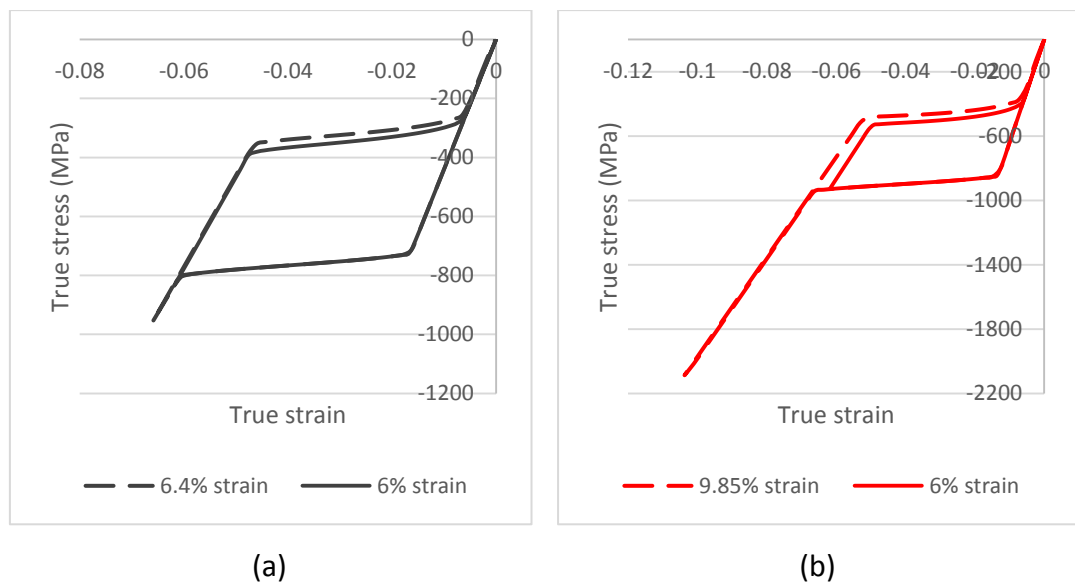 0
-0.08 -0.06 -0.04 -0.02 0
-200
-400
-600
-800
-1000
-1200
True stress (MPa)
True strain
6.4% strain 6% strain
(a)
-0.12 -0.1 -0.08 -0.06 -0.04 -0.02 0
-200
-600
-1000
-1400
-1800
-2200
True stress (MPa)
True strain
9.85% strain 6% strain
(b)